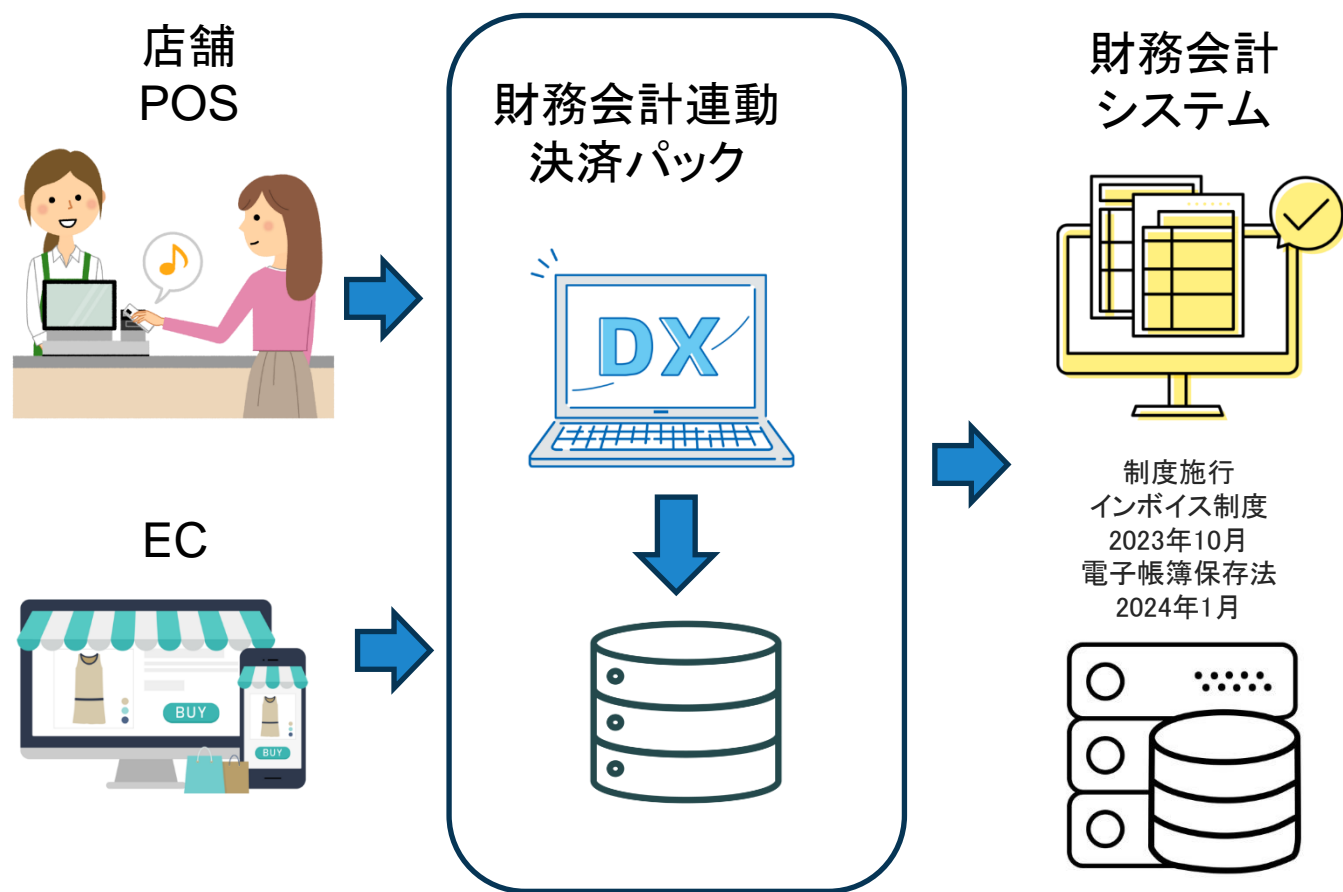 店舗
POS
財務会計連動
決済パック
財務会計
システム
DX
EC
BUY
BUY
制度施行
インボイス制度
2023年10月
電子帳簿保存法
2024年1月